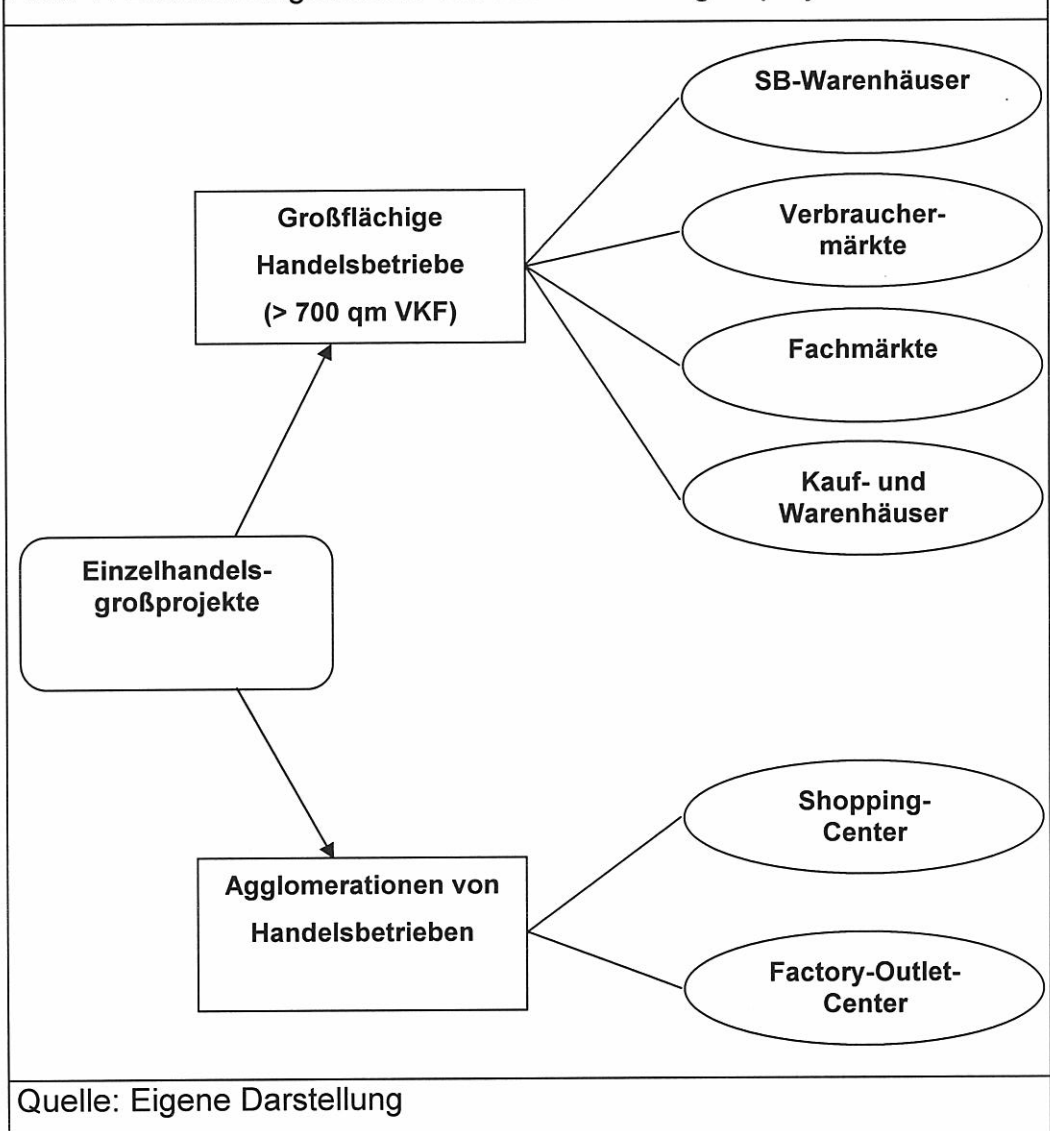 SB-Warenhäuser
Großflächige
Handelsbetriebe
(> 700 qm VKF)
Verbraucher-
märkte
Fachmärkte
Kauf- und
Warenhäuser
Einzelhandels-
großprojekte
Agglomerationen von
Handelsbetrieben
Shopping-
Center
Factory-Outlet-
Center
Quelle: Eigene Darstellung